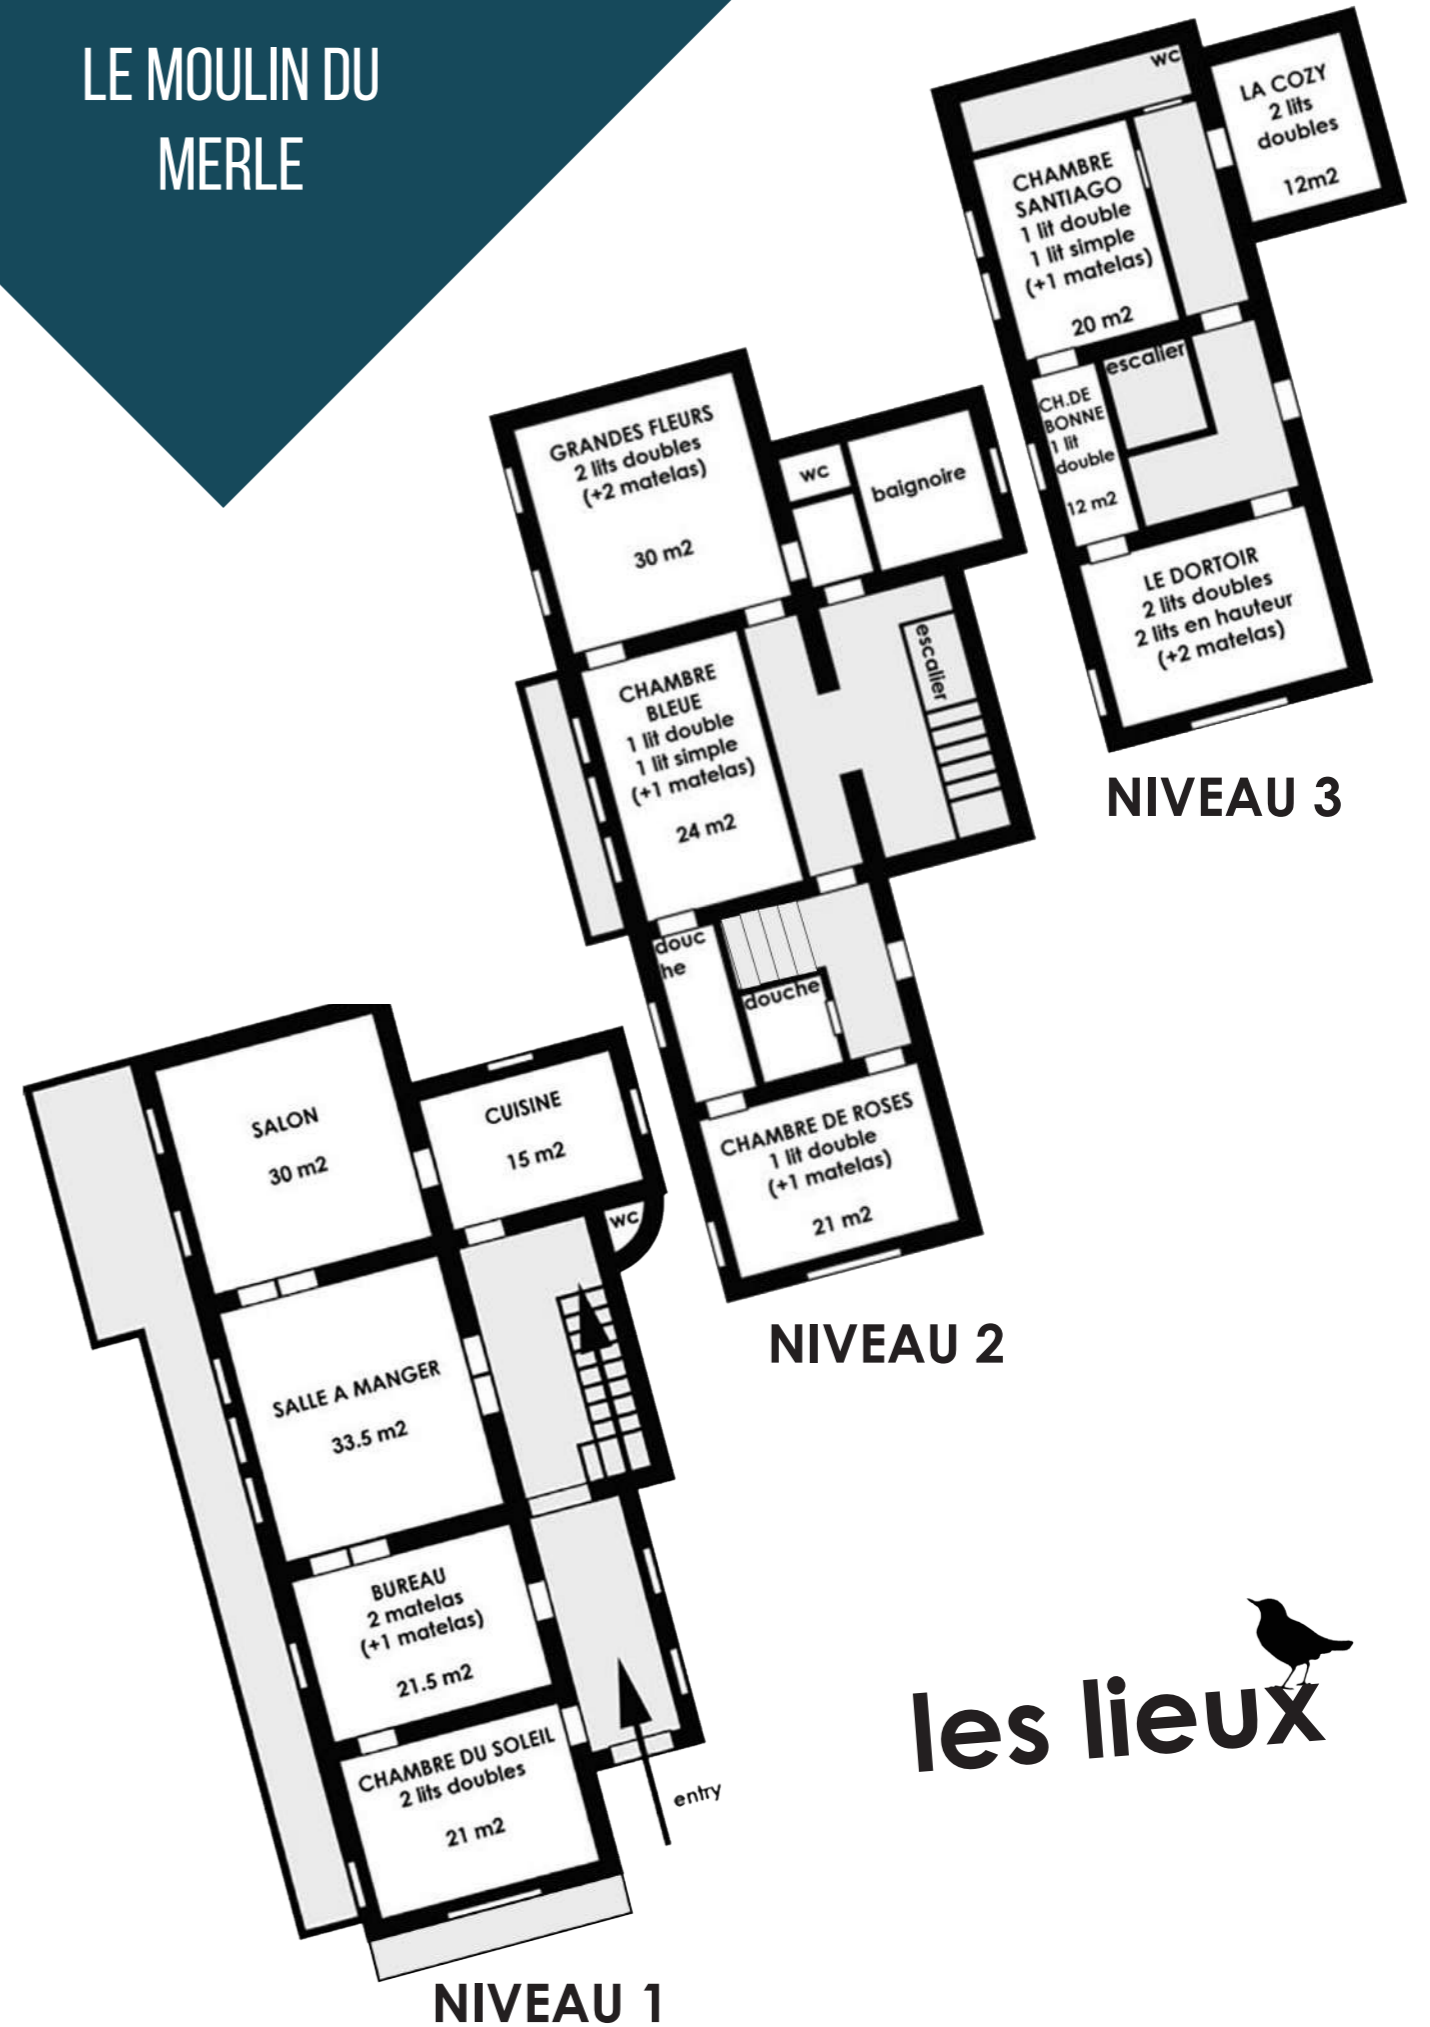 LE MOULIN DU
MERLE
wc
LA COZY
2 lits
doubles
12m2
CHAMBRE
SANTIAGO
1 lit double
1 lit simple
(+1 matelas)
20 m2
escalier
CH.DE
BONNE
1 lit
double
12 m2
LE DORTOIR
2 lits doubles
2 lits en hauteur
(+2 matelas)
NIVEAU 3
GRANDES FLEURS
2 lits doubles
(+2 matelas)
30 m2
wc
baignoire
escalier
CHAMBRE
BLEUE
1 lit double
1 lit simple
(+1 matelas)
24 m2
douc
he
douche
CHAMBRE DE ROSES
1 lit double
(+1 matelas)
21 m2
NIVEAU 2
SALON
30 m2
CUISINE
15 m2
wc
SALLE A MANGER
33.5 m2
BUREAU
2 matelas
(+1 matelas)
21.5 m2
CHAMBRE DU SOLEIL
2 lits doubles
21 m2
entry
NIVEAU 1
les lieux